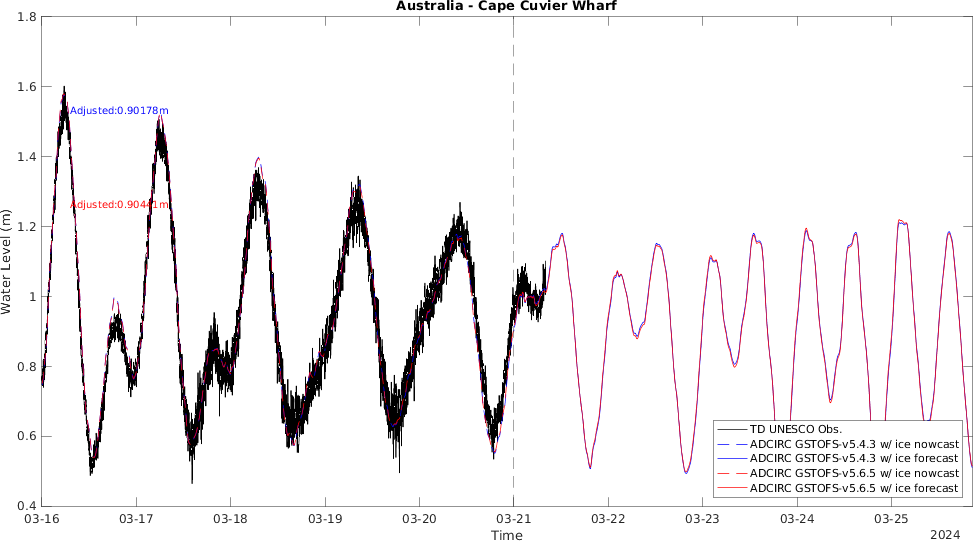 Australia - Cape Cuvier Wharf
1.8
1.6
Adjusted:0.90178m
1.4
Adjusted:0.90441m
1.2
Water Level (m)
1
0.8
0.6
TD UNESCO Obs.
ADCIRC GSTOFS-v5.4.3 w/ ice nowcast
ADCIRC GSTOFS-v5.4.3 w/ ice forecast
ADCIRC GSTOFS-v5.6.5 w/ ice nowcast
ADCIRC GSTOFS-v5.6.5 w/ ice forecast
0.4
03-16 03-17 03-18 03-19 03-20 03-21 03-22 03-23 03-24 03-25
Time
2024